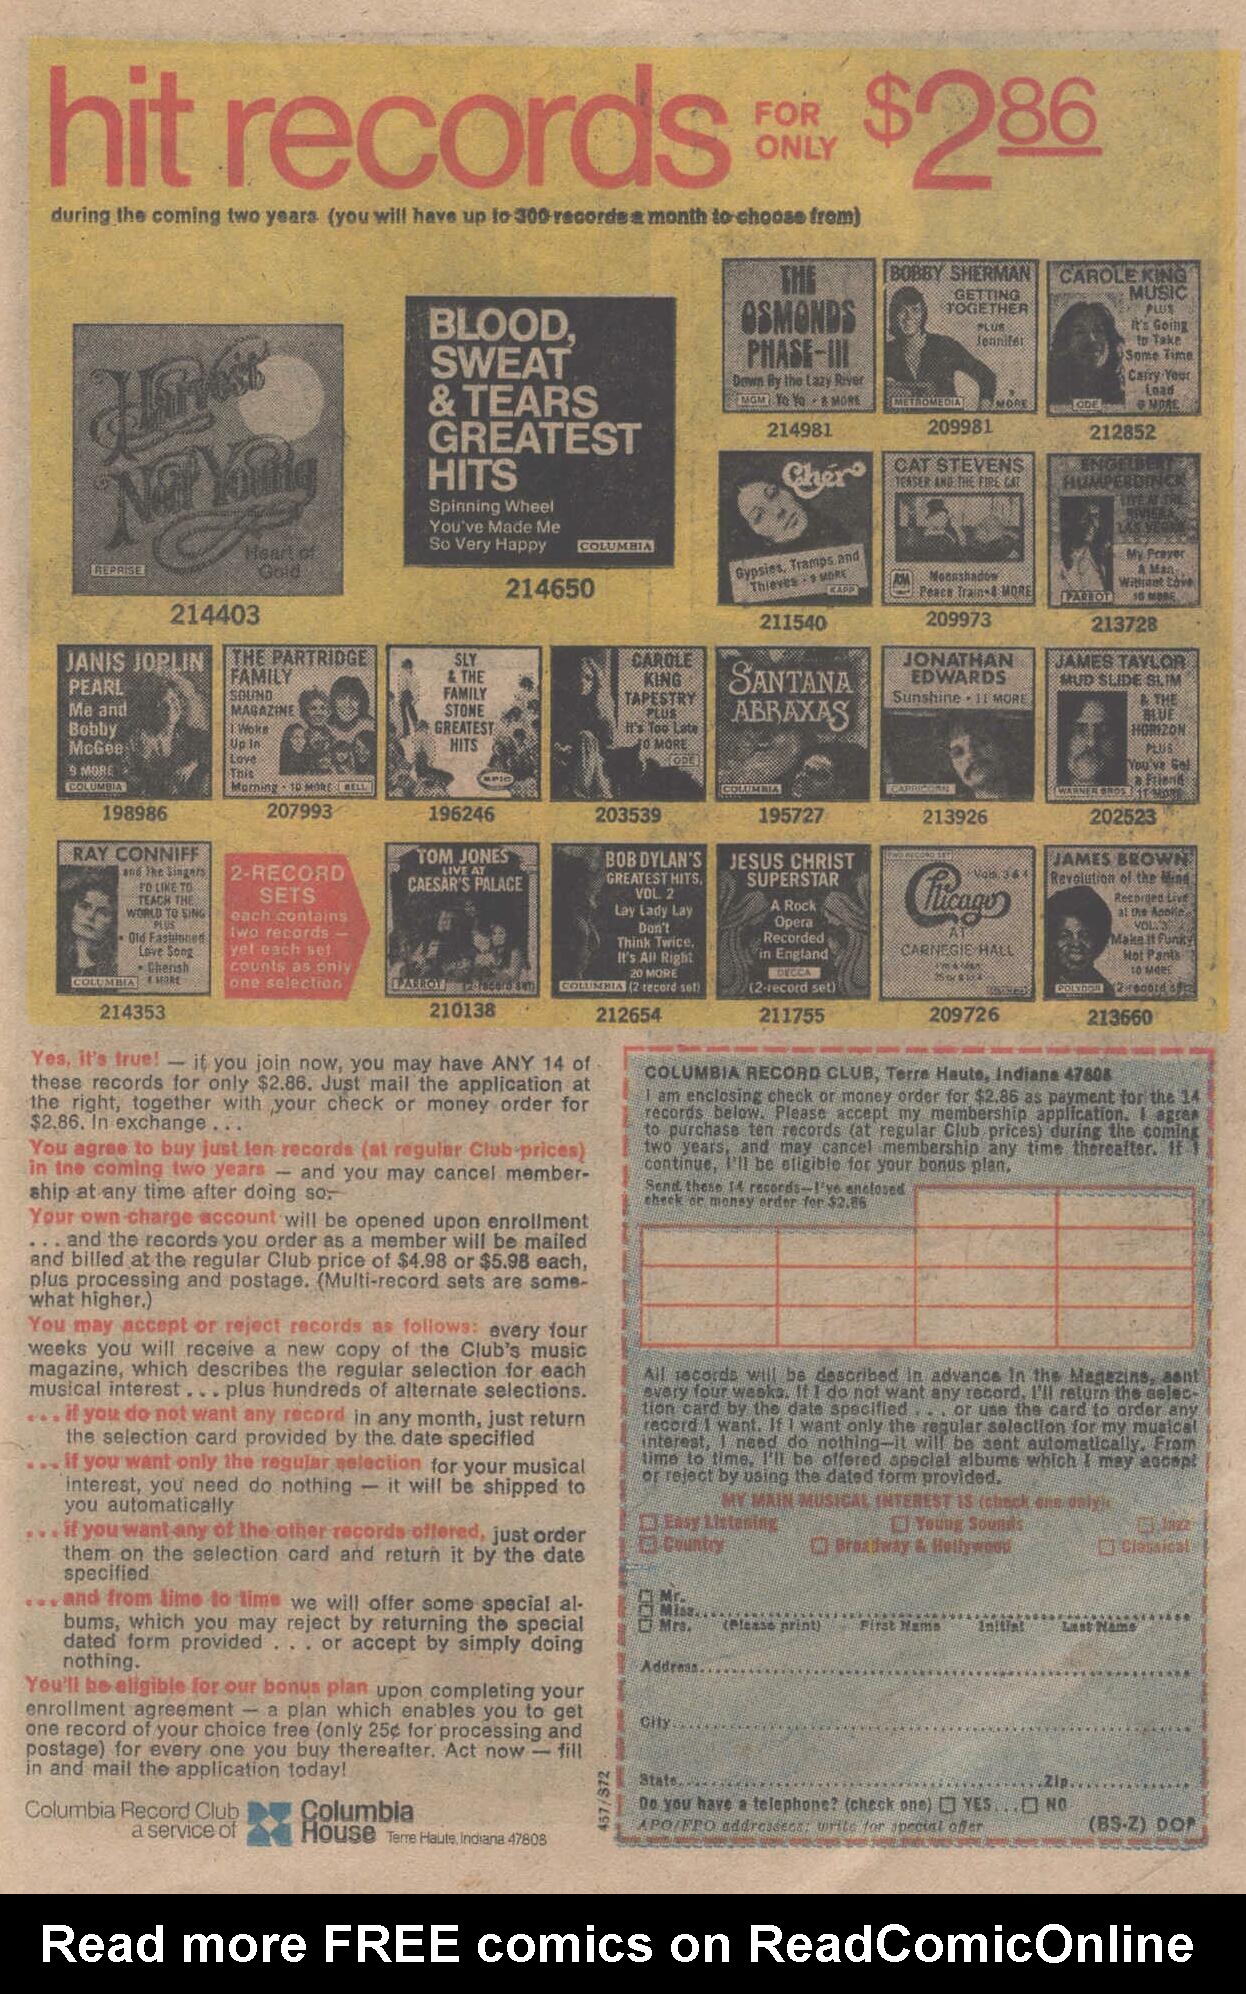 hit records FOR ONLY $2.86
during the coming two years (you will have up to 300 records a month to choose from)
Harvest
Neil Young
Heart of
Gold
REPRISE
214403
BLOOD,
SWEAT
& TEARS
GREATEST
HITS
Spinning Wheel
You've Made Me
So Very Happy
COLUMBIA
214650
THE
OSMONDS
PHASE-III
Down By the Lazy River
MGM Yo Yo • 8 MORE
214981
BOBBY SHERMAN
GETTING
TOGETHER
PLUS
Jennifer
METROMEDIA
MORE
209981
CAROLE KING
MUSIC
PLUS
It's Going
to Take
Some Time
Carry Your
Load
ODE
MORE
212852
Chér
Gypsies, Tramps and
Thieves • 9 MORE
KAPP
211540
CAT STEVENS
TEASER AND THE FIRE CAT
A&M
Moonshadow
Peace Train • 8 MORE
209973
ENGELBERT
HUMPERDINCK
LIVE AT THE
RIVIERA
LAS VEGAS
My Prayer
A Man
Without Love
PARROT
10 MORE
213728
JANIS JOPLIN
PEARL
Me and
Bobby
McGee
9 MORE
COLUMBIA
198986
THE PARTRIDGE
FAMILY
SOUND
MAGAZINE
I Woke
Up In
Love
This
Morning • 10 MORE BELL
207993
SLY
& THE
FAMILY
STONE
GREATEST
HITS
EPIC
196246
CAROLE
KING
TAPESTRY
PLUS
It's Too Late
10 MORE
ODE
203539
SANTANA
ABRAXAS
COLUMBIA
195727
JONATHAN
EDWARDS
Sunshine • 11 MORE
CAPRICORN
213926
JAMES TAYLOR
MUD SLIDE SLIM
& THE
BLUE
HORIZON
PLUS
You've Got
a Friend
WARNER BROS. 11 MORE
202523
RAY CONNIFF
and The Singers
I'D LIKE TO
TEACH THE
WORLD TO SING
PLUS
• Old Fashioned
Love Song
• Cherish
COLUMBIA
MORE
214353
2-RECORD
SETS
each contains
two records —
yet each set
counts as only
one selection
TOM JONES
LIVE AT
CAESAR'S PALACE
PARROT (2-record set)
210138
BOB DYLAN'S
GREATEST HITS,
VOL. 2
Lay Lady Lay
Don't
Think Twice,
It's All Right
20 MORE
COLUMBIA (2-record set)
212654
JESUS CHRIST
SUPERSTAR
A Rock
Opera
Recorded
in England
DECCA
(2-record set)
211755
TWO RECORD SET
Vols. 3 & 4
Chicago
AT
CARNEGIE HALL
209726
JAMES BROWN
Revolution of the Mind
Recorded Live
at the Apollo
VOL. 3
Make it Funky
Hot Pants
10 MORE
POLYDOR (2-record set)
213660
Yes, it's true! — if you join now, you may have ANY 14 of
these records for only $2.86. Just mail the application at
the right, together with your check or money order for
$2.86. In exchange . . .
You agree to buy just ten records (at regular Club prices)
in the coming two years — and you may cancel member-
ship at any time after doing so.
Your own charge account will be opened upon enrollment
. . . and the records you order as a member will be mailed
and billed at the regular Club price of $4.98 or $5.98 each,
plus processing and postage. (Multi-record sets are some-
what higher.)
You may accept or reject records as follows: every four
weeks you will receive a new copy of the Club's music
magazine, which describes the regular selection for each
musical interest . . . plus hundreds of alternate selections.
. . . if you do not want any record in any month, just return
the selection card provided by the date specified
. . . if you want only the regular selection for your musical
interest, you need do nothing — it will be shipped to
you automatically
. . . if you want any of the other records offered, just order
them on the selection card and return it by the date
specified
. . . and from time to time we will offer some special al-
bums, which you may reject by returning the special
dated form provided . . . or accept by simply doing
nothing.
You'll be eligible for our bonus plan upon completing your
enrollment agreement — a plan which enables you to get
one record of your choice free (only 25¢ for processing and
postage) for every one you buy thereafter. Act now — fill
in and mail the application today!
Columbia Record Club
a service of
Columbia
House Terre Haute, Indiana 47808
457/S72
COLUMBIA RECORD CLUB, Terre Haute, Indiana 47808
I am enclosing check or money order for $2.86 as payment for the 14
records below. Please accept my membership application. I agree
to purchase ten records (at regular Club prices) during the coming
two years, and may cancel membership any time thereafter. If I
continue, I'll be eligible for your bonus plan.
Send these 14 records—I've enclosed
check or money order for $2.86
All records will be described in advance in the Magazine, sent
every four weeks. If I do not want any record, I'll return the selec-
tion card by the date specified . . . or use the card to order any
record I want. If I want only the regular selection for my musical
interest, I need do nothing—it will be sent automatically. From
time to time, I'll be offered special albums which I may accept
or reject by using the dated form provided.
MY MAIN MUSICAL INTEREST IS (check one only):
Easy Listening Young Sounds Jazz
Country Broadway & Hollywood Classical
Mr.
Miss
Mrs. (Please print) First Name Initial Last Name
Address
City
State Zip
Do you have a telephone? (check one) YES... NO
APO/FPO addressees: write for special offer (BS-Z) DOP
Read more FREE comics on ReadComicOnline